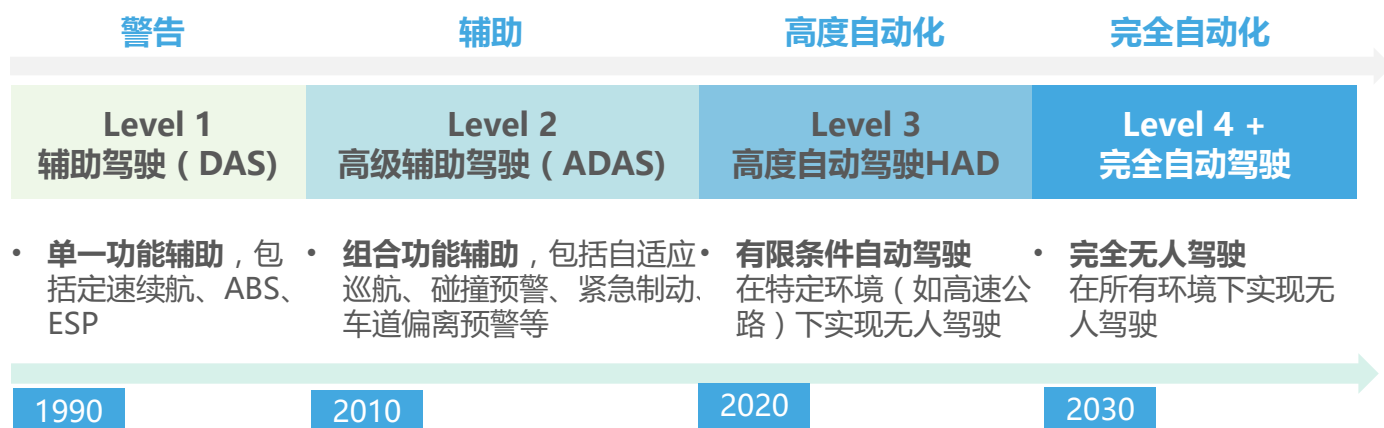 警告
辅助
高度自动化
完全自动化
Level 1
辅助驾驶（DAS)
Level 2
高级辅助驾驶（ADAS)
Level 3
高度自动驾驶HAD
Level 4 +
完全自动驾驶
• 单一功能辅助，包
括定速续航、ABS、
ESP
• 组合功能辅助，包括自适应
巡航、碰撞预警、紧急制动、
车道偏离预警等
• 有限条件自动驾驶
在特定环境（如高速公
路）下实现无人驾驶
• 完全无人驾驶
在所有环境下实现无
人驾驶
1990
2010
2020
2030